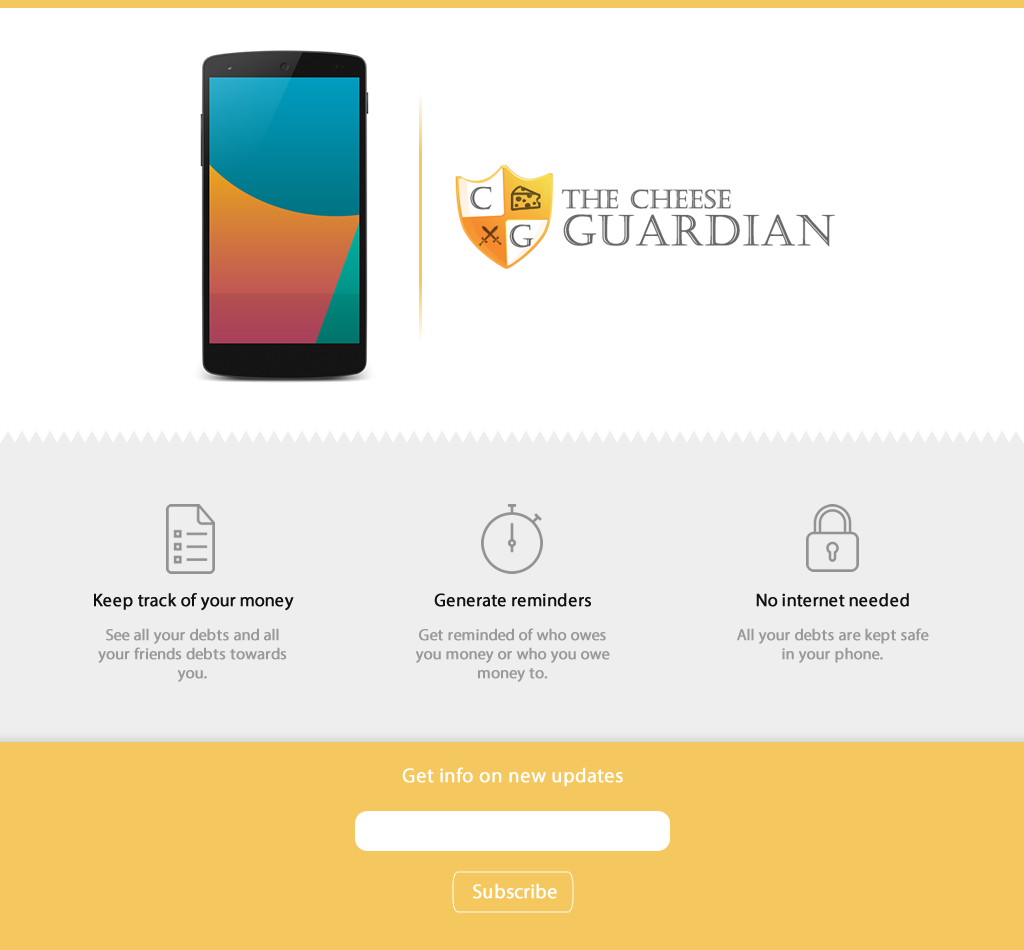 C
G
THE CHEESE
GUARDIAN
Keep track of your money
See all your debts and all
your friends debts towards
you.
Generate reminders
Get reminded of who owes
you money or who you owe
money to.
No internet needed
All your debts are kept safe
in your phone.
Get info on new updates
Subscribe